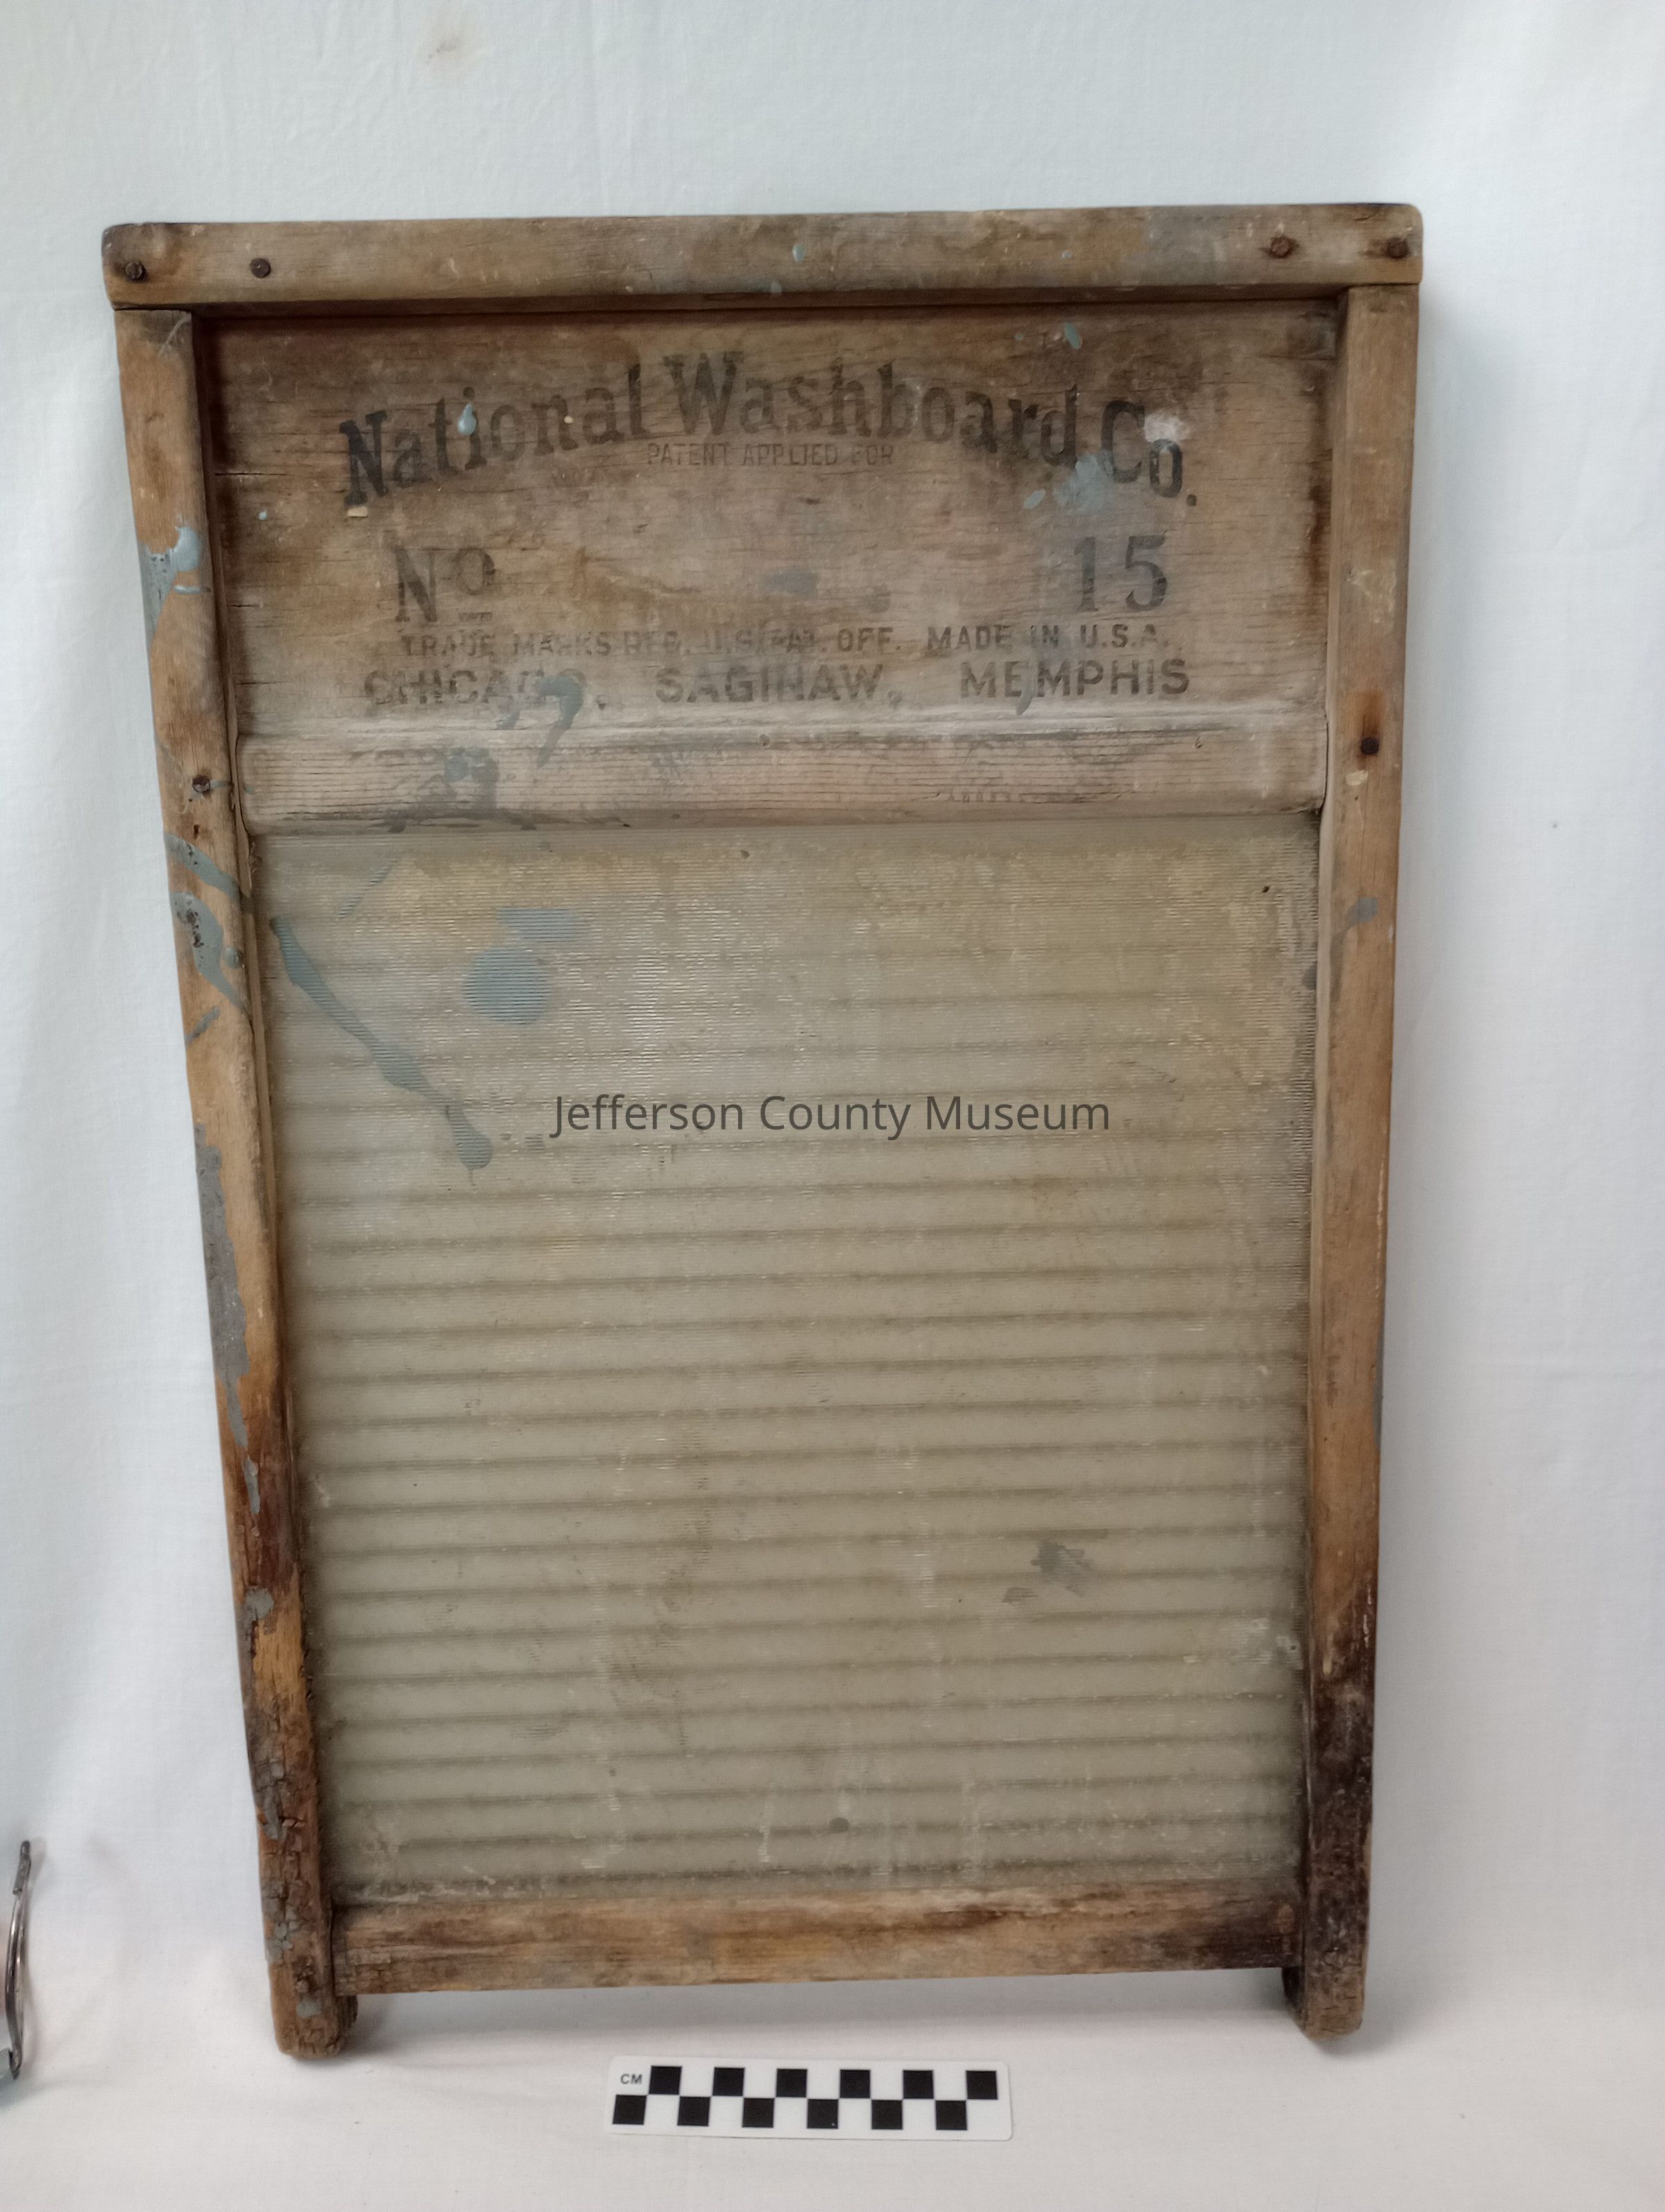 National Washboard Co.
PATENT APPLIED FOR
No 15
TRADE MARKS REG. U.S. PAT. OFF. MADE IN U.S.A.
CHICAGO, SAGINAW, MEMPHIS
Jefferson County Museum
CM